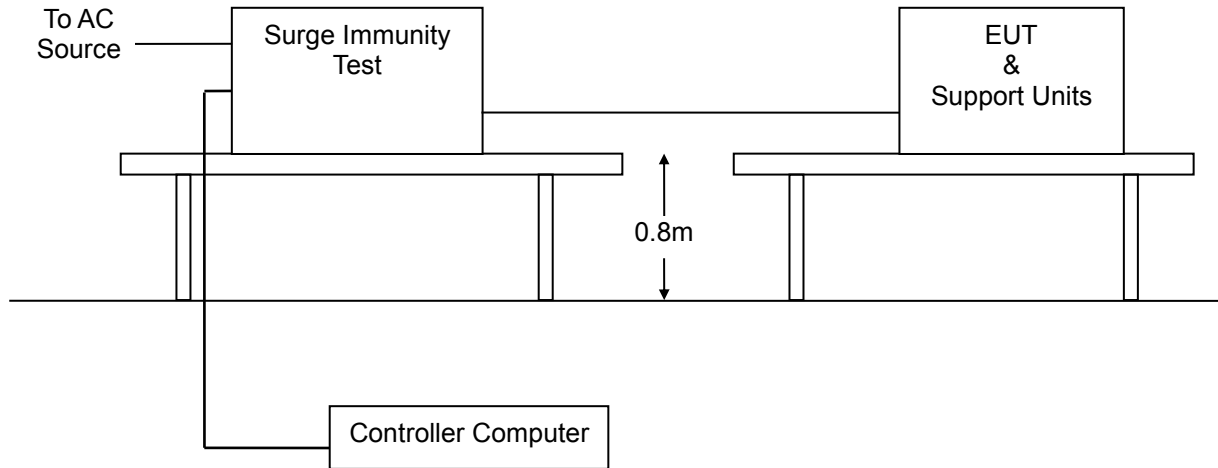 To AC
Source
Surge Immunity
Test
EUT
&
Support Units
0.8m
Controller Computer